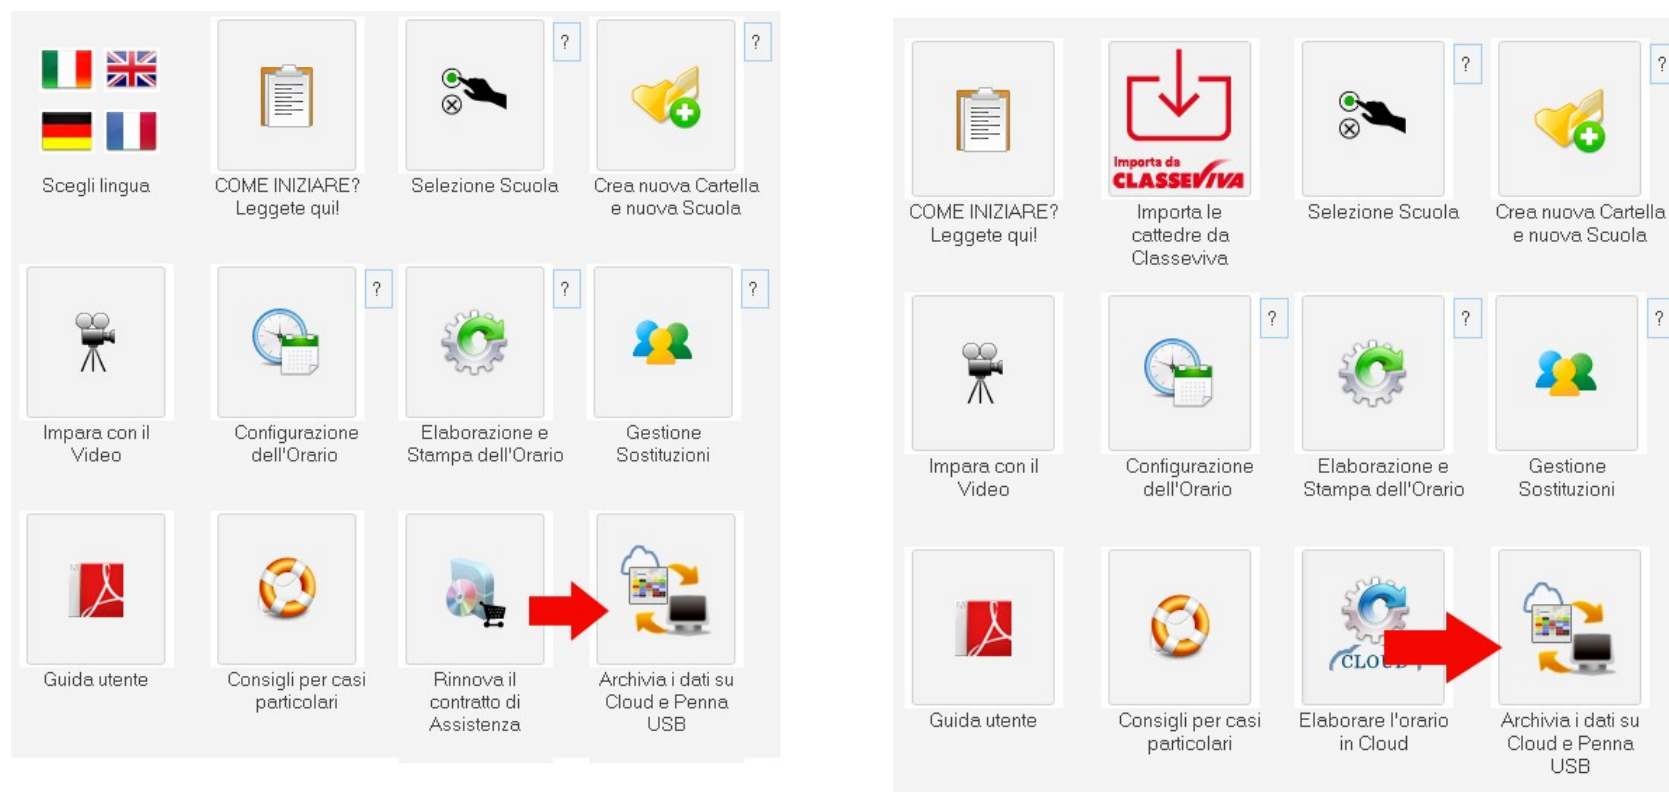 ?
?
Scegli lingua
COME INIZIARE?
Leggete qui!
Selezione Scuola
Crea nuova Cartella
e nuova Scuola
?
?
?
Impara con il
Video
Configurazione
dell'Orario
Elaborazione e
Stampa dell'Orario
Gestione
Sostituzioni
Guida utente
Consigli per casi
particolari
Rinnova il
contratto di
Assistenza
Archivia i dati su
Cloud e Penna
USB
?
?
Importa da
CLASSEVIVA
COME INIZIARE?
Leggete qui!
Importa le
cattedre da
Classeviva
Selezione Scuola
Crea nuova Cartella
e nuova Scuola
?
?
?
Impara con il
Video
Configurazione
dell'Orario
Elaborazione e
Stampa dell'Orario
Gestione
Sostituzioni
CLOUD
Guida utente
Consigli per casi
particolari
Elaborare l'orario
in Cloud
Archivia i dati su
Cloud e Penna
USB